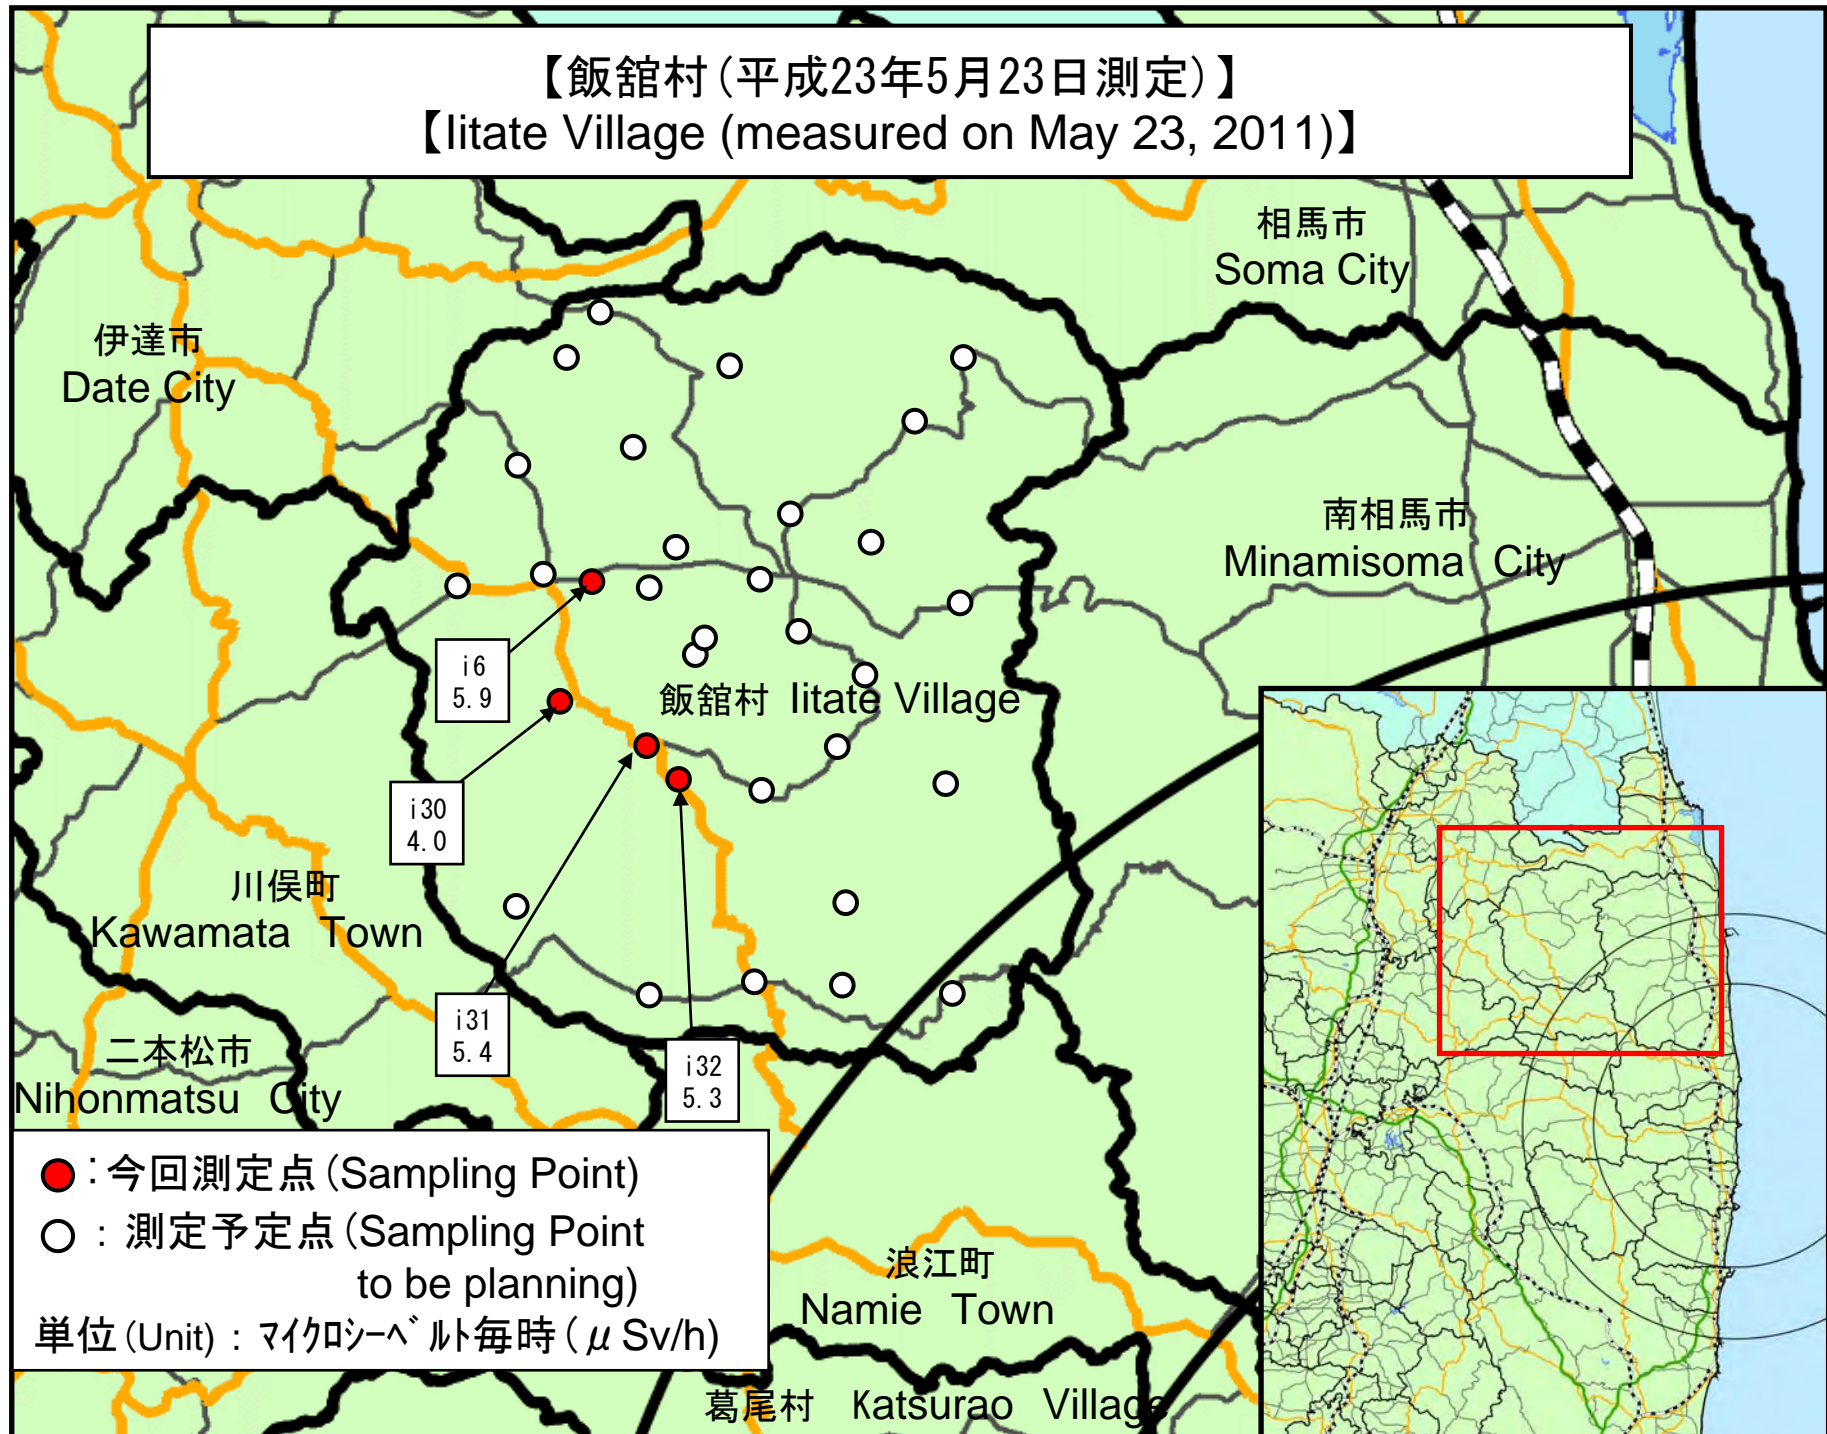 【飯舘村(平成23年5月23日測定)】
【Iitate Village (measured on May 23, 2011)】
相馬市
Soma City
伊達市
Date City
南相馬市
Minamisoma City
i6
5.9
飯舘村 Iitate Village
i30
4.0
川俣町
Kawamata Town
i31
5.4
i32
5.3
二本松市
Nihonmatsu City
●:今回測定点(Sampling Point)
○:測定予定点(Sampling Point
to be planning)
単位(Unit):マイクロシーベルト毎時(μSv/h)
浪江町
Namie Town
葛尾村 Katsurao Village